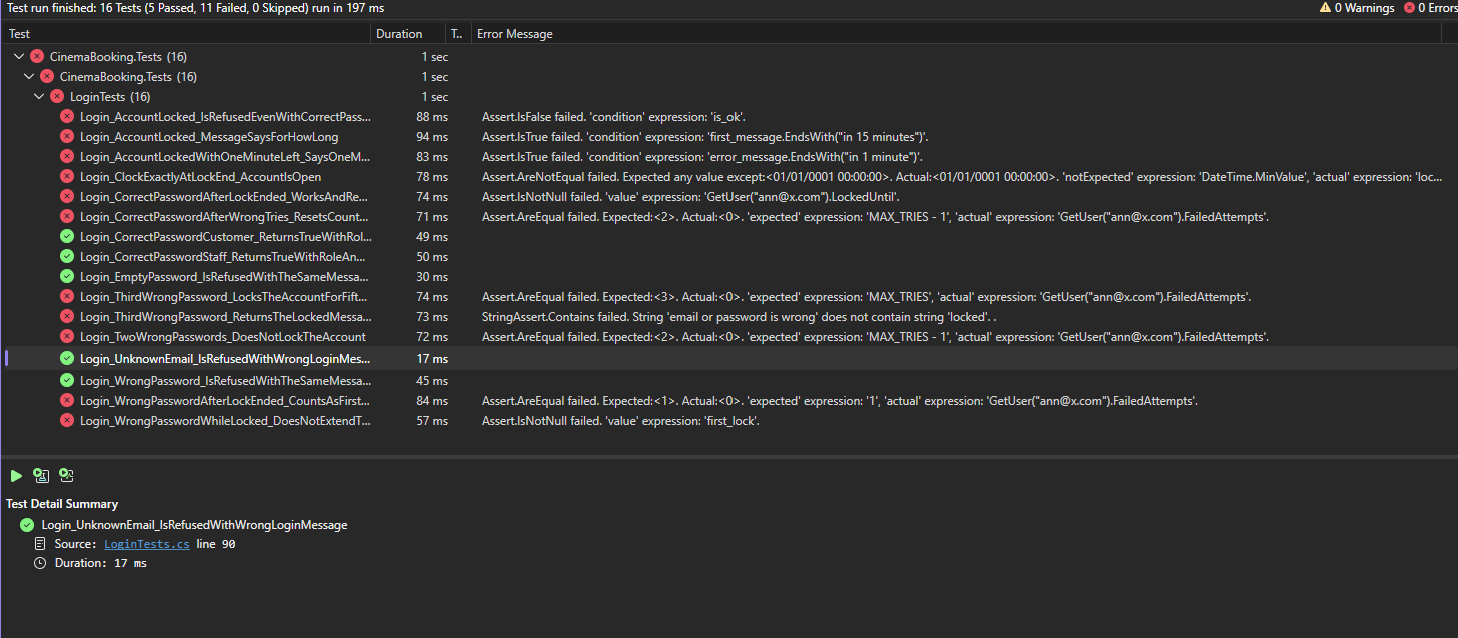 Test run finished: 16 Tests (5 Passed, 11 Failed, 0 Skipped) run in 197 ms 0 Warnings 0 Errors
Test Duration T.. Error Message
CinemaBooking.Tests (16) 1 sec
CinemaBooking.Tests (16) 1 sec
LoginTests (16) 1 sec
Login_AccountLocked_IsRefusedEvenWithCorrectPass... 88 ms Assert.IsFalse failed. 'condition' expression: 'is_ok'.
Login_AccountLocked_MessageSaysForHowLong 94 ms Assert.IsTrue failed. 'condition' expression: 'first_message.EndsWith("in 15 minutes")'.
Login_AccountLockedWithOneMinuteLeft_SaysOneM... 83 ms Assert.IsTrue failed. 'condition' expression: 'error_message.EndsWith("in 1 minute")'.
Login_ClockExactlyAtLockEnd_AccountIsOpen 78 ms Assert.AreNotEqual failed. Expected any value except:<01/01/0001 00:00:00>. Actual:<01/01/0001 00:00:00>. 'notExpected' expression: 'DateTime.MinValue', 'actual' expression: 'loc...
Login_CorrectPasswordAfterLockEnded_WorksAndRe... 74 ms Assert.IsNotNull failed. 'value' expression: 'GetUser("ann@x.com").LockedUntil'.
Login_CorrectPasswordAfterWrongTries_ResetsCount... 71 ms Assert.AreEqual failed. Expected:<2>. Actual:<0>. 'expected' expression: 'MAX_TRIES - 1', 'actual' expression: 'GetUser("ann@x.com").FailedAttempts'.
Login_CorrectPasswordCustomer_ReturnsTrueWithRol... 49 ms
Login_CorrectPasswordStaff_ReturnsTrueWithRoleAn... 50 ms
Login_EmptyPassword_IsRefusedWithTheSameMessa... 30 ms
Login_ThirdWrongPassword_LocksTheAccountForFift... 74 ms Assert.AreEqual failed. Expected:<3>. Actual:<0>. 'expected' expression: 'MAX_TRIES', 'actual' expression: 'GetUser("ann@x.com").FailedAttempts'.
Login_ThirdWrongPassword_ReturnsTheLockedMessa... 73 ms StringAssert.Contains failed. String 'email or password is wrong' does not contain string 'locked'. .
Login_TwoWrongPasswords_DoesNotLockTheAccount 72 ms Assert.AreEqual failed. Expected:<2>. Actual:<0>. 'expected' expression: 'MAX_TRIES - 1', 'actual' expression: 'GetUser("ann@x.com").FailedAttempts'.
Login_UnknownEmail_IsRefusedWithWrongLoginMes... 17 ms
Login_WrongPassword_IsRefusedWithTheSameMessa... 45 ms
Login_WrongPasswordAfterLockEnded_CountsAsFirst... 84 ms Assert.AreEqual failed. Expected:<1>. Actual:<0>. 'expected' expression: '1', 'actual' expression: 'GetUser("ann@x.com").FailedAttempts'.
Login_WrongPasswordWhileLocked_DoesNotExtendT... 57 ms Assert.IsNotNull failed. 'value' expression: 'first_lock'.
Test Detail Summary
Login_UnknownEmail_IsRefusedWithWrongLoginMessage
Source: LoginTests.cs line 90
Duration: 17 ms